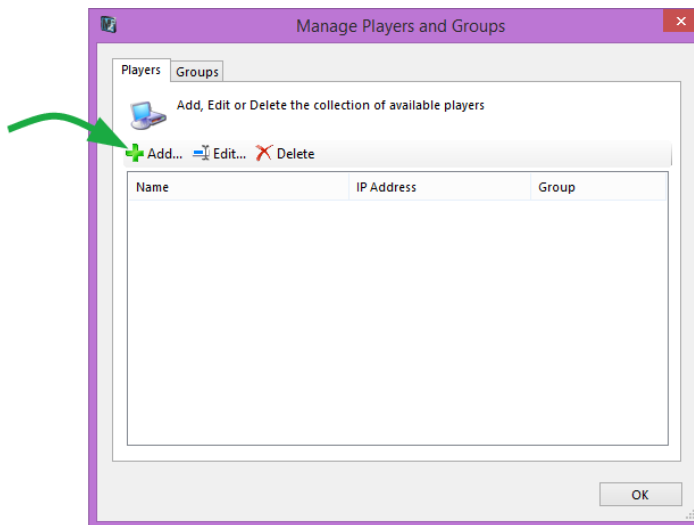 Manage Players and Groups
Players Groups
Add, Edit or Delete the collection of available players
Add... Edit... Delete
Name IP Address Group
OK